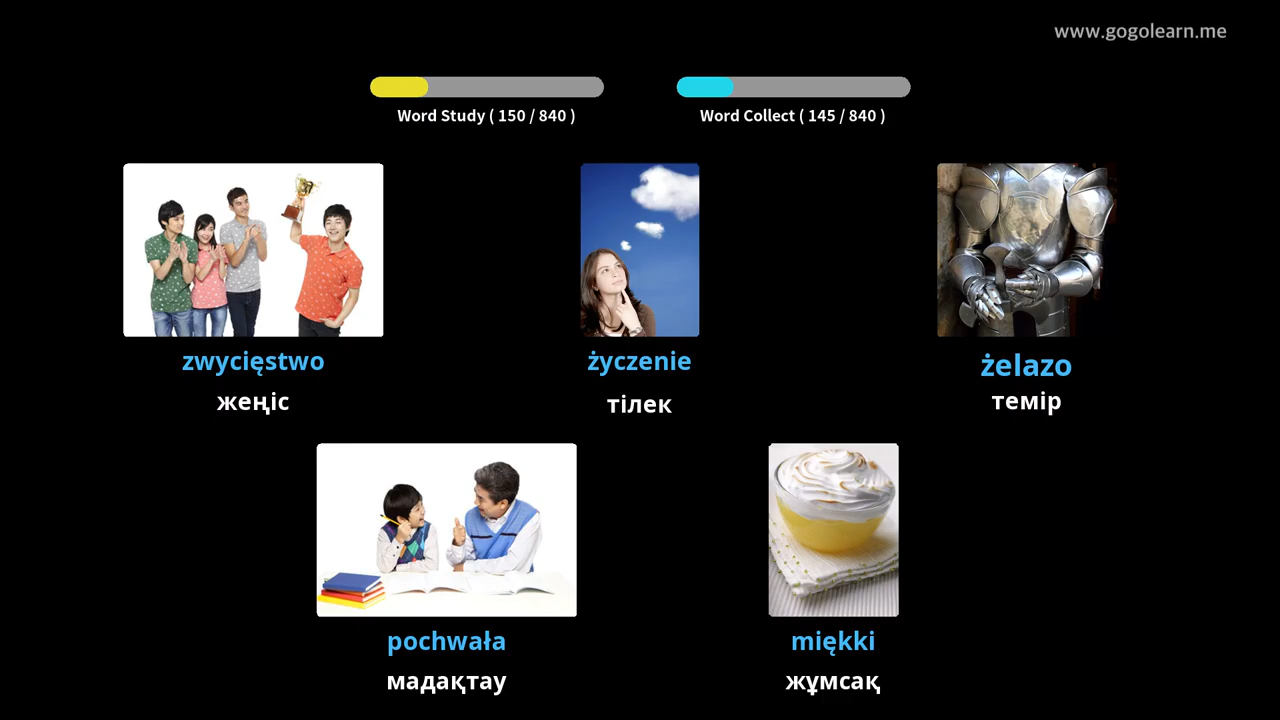 www.gogolearn.me
Word Study ( 150 / 840 )
Word Collect ( 145 / 840 )
zwycięstwo
жеңіс
życzenie
тілек
żelazo
темір
pochwała
мадақтау
miękki
жұмсақ